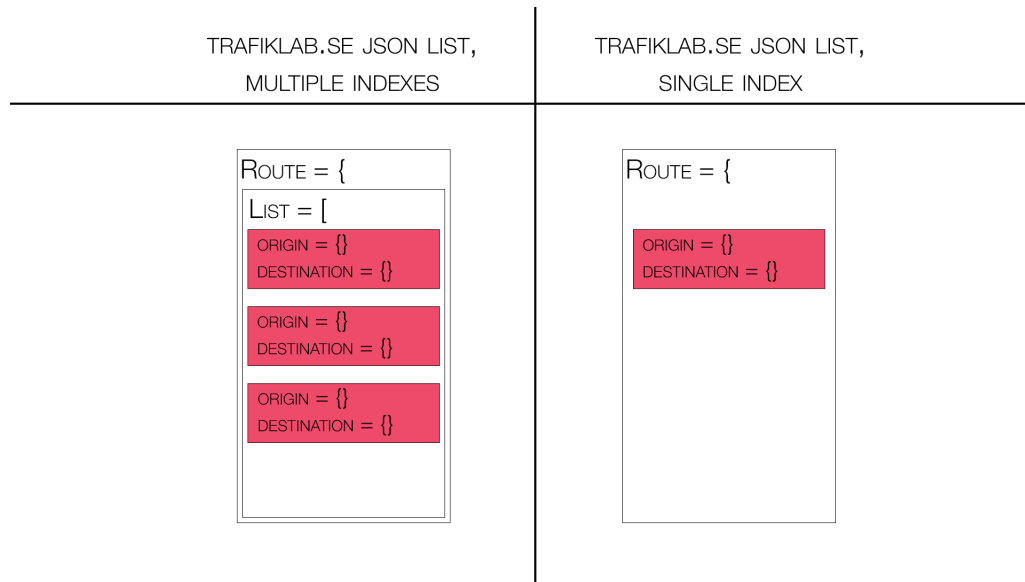 TRAFIKLAB.SE JSON LIST,
MULTIPLE INDEXES
ROUTE = {
LIST = [
ORIGIN = {}
DESTINATION = {}
ORIGIN = {}
DESTINATION = {}
ORIGIN = {}
DESTINATION = {}
TRAFIKLAB.SE JSON LIST,
SINGLE INDEX
ROUTE = {
ORIGIN = {}
DESTINATION = {}